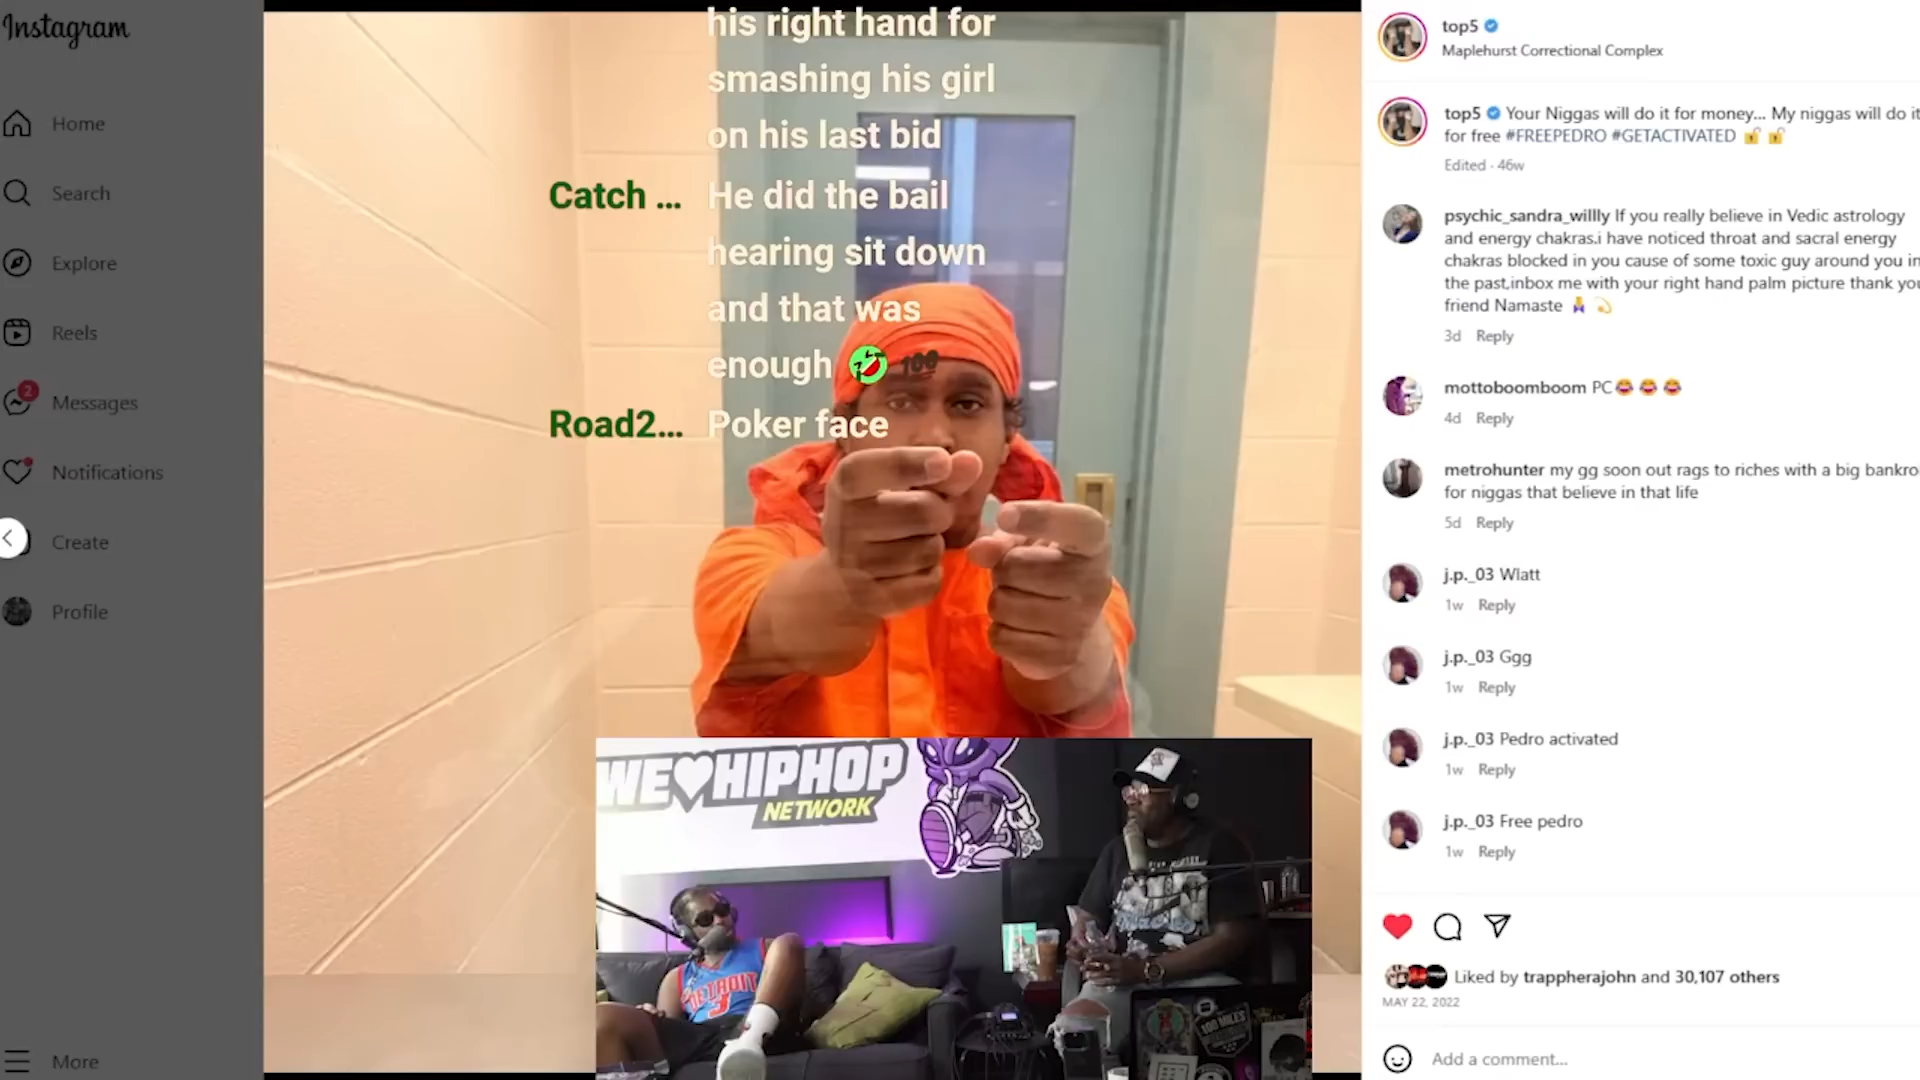 Instagram
Home
Search
Explore
Reels
2
Messages
Notifications
Create
Profile
More
his right hand for
smashing his girl
on his last bid
Catch ... He did the bail
hearing sit down
and that was
enough 🤣 💯
Road2... Poker face
WE♥HIPHOP
NETWORK
DETROIT
3
100 MILES
top5
Maplehurst Correctional Complex
top5 Your Niggas will do it for money... My niggas will do it
for free #FREEPEDRO #GETACTIVATED 🔓 🔓
Edited · 46w
psychic_sandra_willly If you really believe in Vedic astrology
and energy chakras.i have noticed throat and sacral energy
chakras blocked in you cause of some toxic guy around you in
the past,inbox me with your right hand palm picture thank you
friend Namaste 🧘 💫
3d Reply
mottoboomboom PC😂 😂 😂
4d Reply
metrohunter my gg soon out rags to riches with a big
for niggas that believe in that life
5d Reply
j.p._03 Wlatt
1w Reply
j.p._03 Ggg
1w Reply
j.p._03 Pedro activated
1w Reply
j.p._03 Free pedro
1w Reply
Liked by trappherajohn and 30,107 others
MAY 22, 2022
Add a comment...